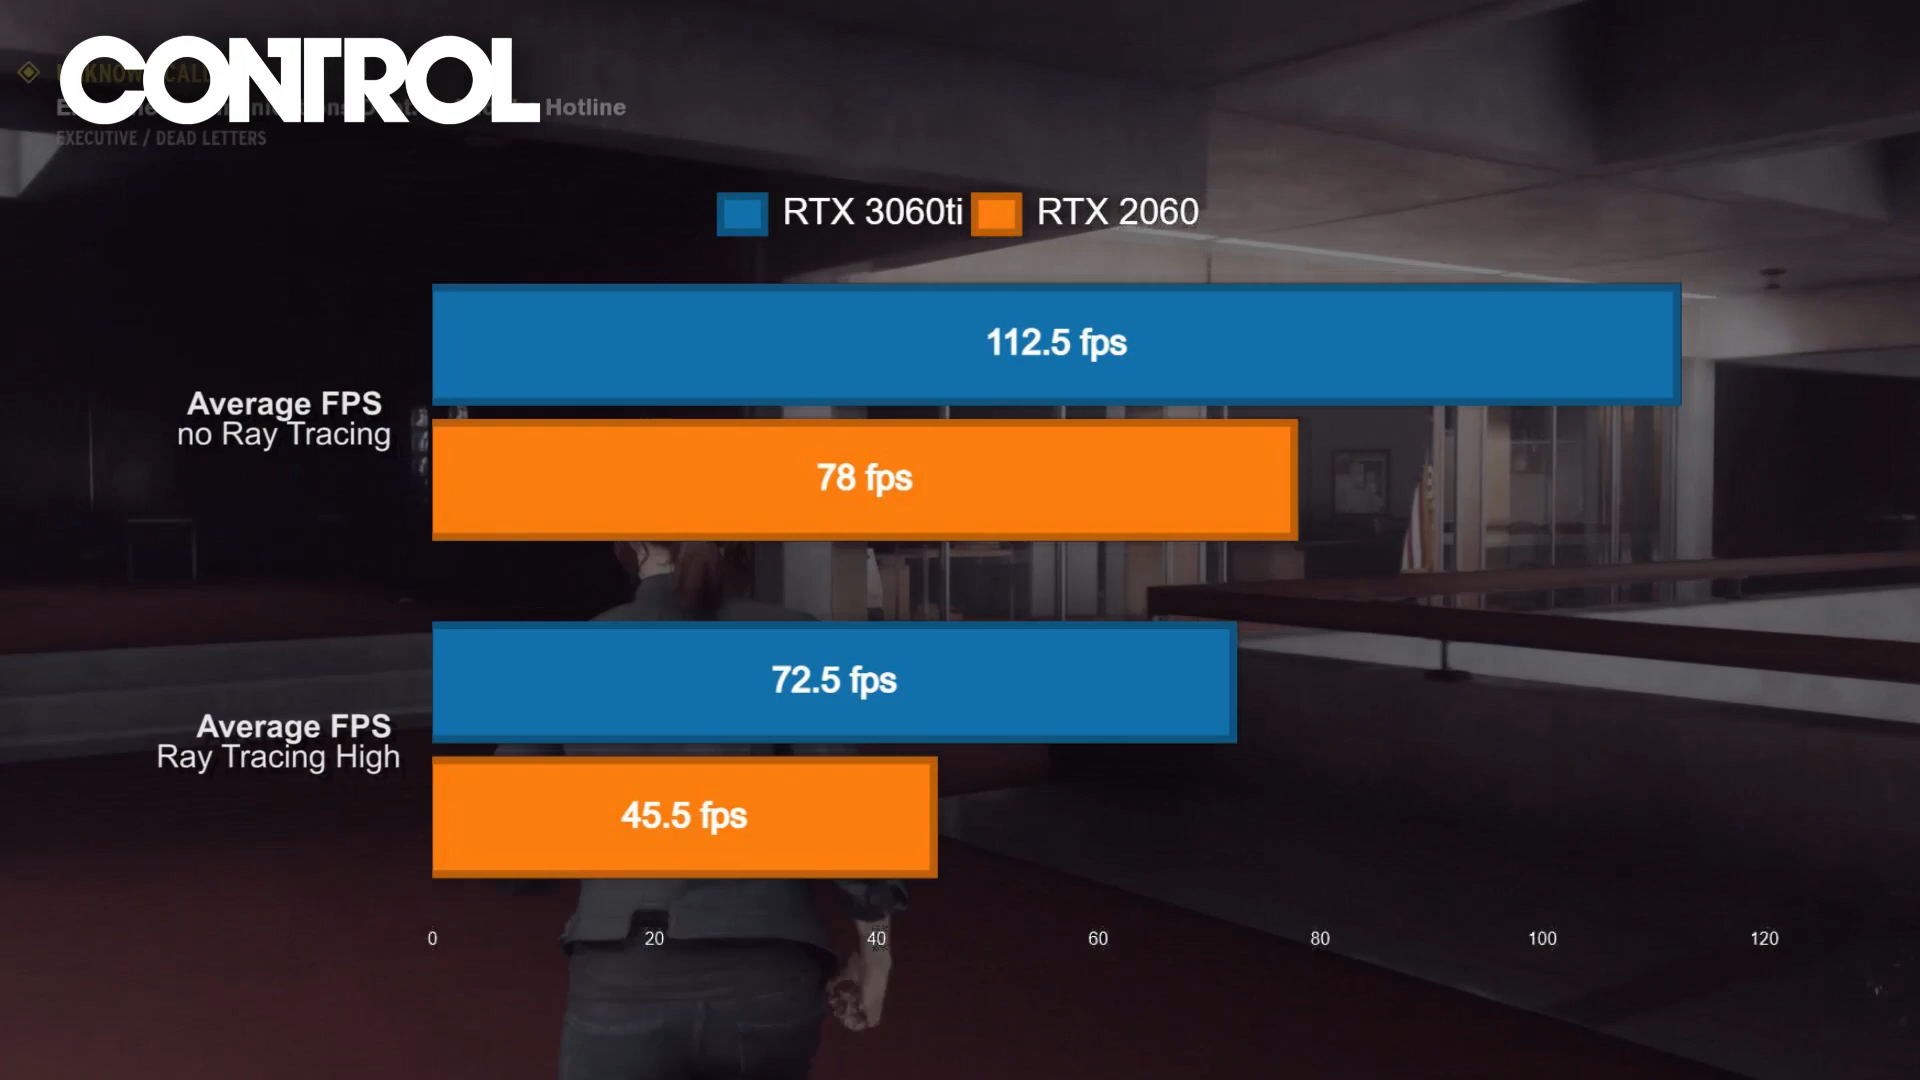 CONTROL
Hotline
EXECUTIVE / DEAD LETTERS
RTX 3060ti RTX 2060
112.5 fps
Average FPS
no Ray Tracing
78 fps
72.5 fps
Average FPS
Ray Tracing High
45.5 fps
0 20 40 60 80 100 120